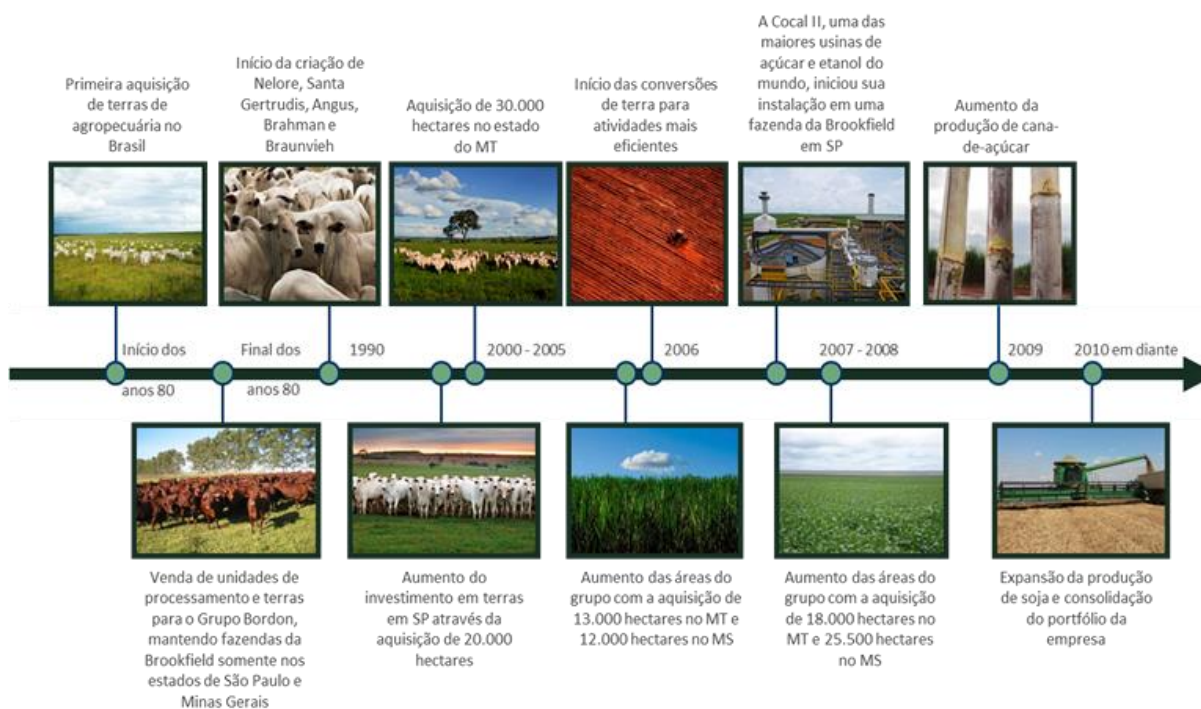 Primeira aquisição
de terras de
agropecuária no
Brasil
Início da criação de
Nelore, Santa
Gertrudis, Angus,
Brahman e
Braunvieh
Aquisição de 30.000
hectares no estado
do MT
Início das conversões
de terra para
atividades mais
eficientes
A Cocal II, uma das
maiores usinas de
açúcar e etanol do
mundo, iniciou sua
instalação em uma
fazenda da Brookfield
em SP
Aumento da
produção de cana-
de-açúcar
Início dos
anos 80
Final dos
anos 80
1990
2000 - 2005
2006
2007 - 2008
2009
2010 em diante
Venda de unidades de
processamento e terras
para o Grupo Bordon,
mantendo fazendas da
Brookfield somente nos
estados de São Paulo e
Minas Gerais
Aumento do
investimento em terras
em SP através da
aquisição de 20.000
hectares
Aumento das áreas do
grupo com a aquisição de
13.000 hectares no MT e
12.000 hectares no MS
Aumento das áreas do
grupo com a aquisição
de 18.000 hectares no
MT e 25.500 hectares
no MS
Expansão da produção
de soja e consolidação
do portfólio da
empresa